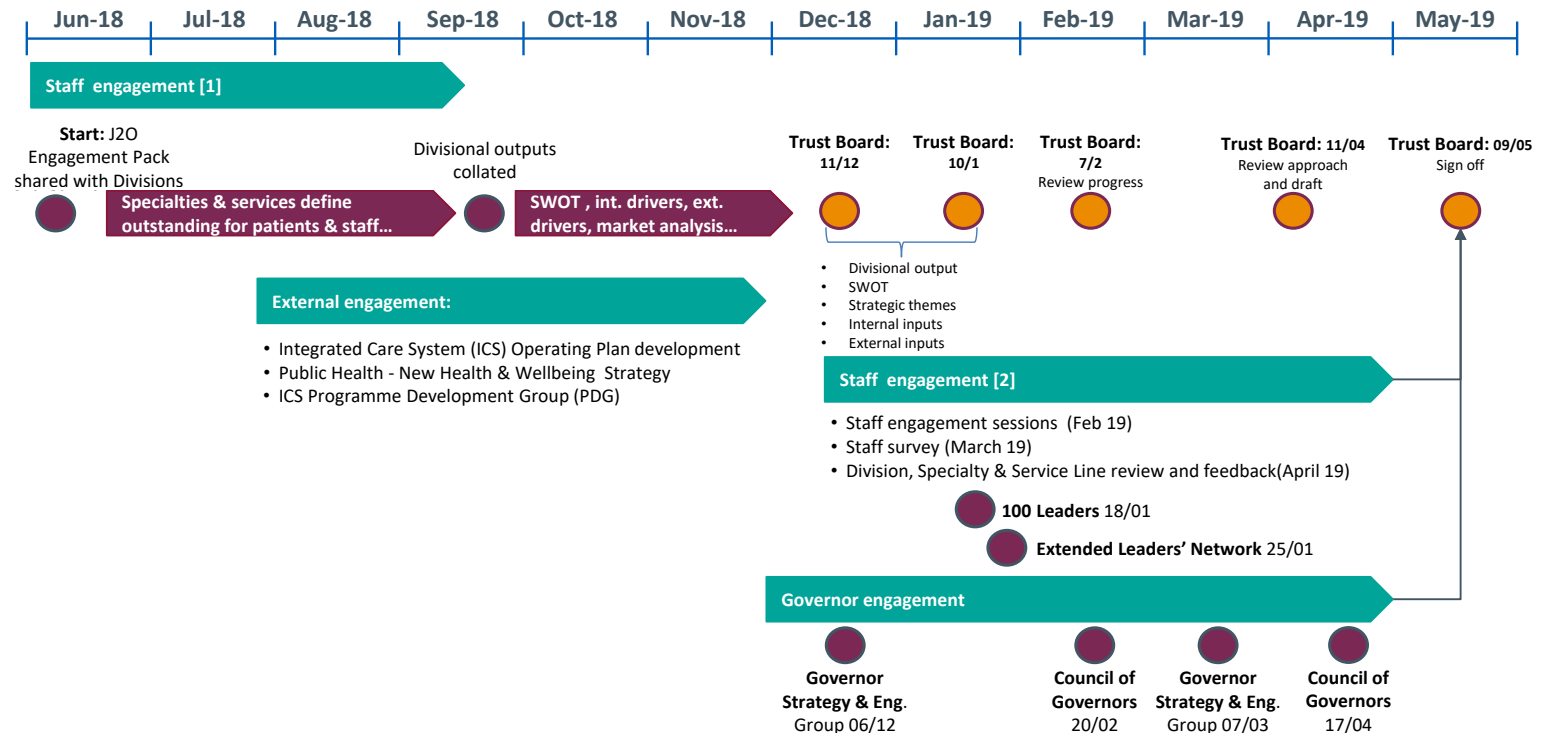 Jun-18 Jul-18 Aug-18 Sep-18 Oct-18 Nov-18 Dec-18 Jan-19 Feb-19 Mar-19 Apr-19 May-19
Staff engagement [1]
Start: J2O
Engagement Pack
shared with Divisions
Divisional outputs
collated
Trust Board:
11/12
Trust Board:
10/1
Trust Board:
7/2
Review progress
Trust Board: 11/04
Review approach
and draft
Trust Board: 09/05
Sign off
Specialties & services define
outstanding for patients & staff…
SWOT , int. drivers, ext.
drivers, market analysis…
• Divisional output
• SWOT
• Strategic themes
• Internal inputs
• External inputs
External engagement:
• Integrated Care System (ICS) Operating Plan development
• Public Health - New Health & Wellbeing Strategy
• ICS Programme Development Group (PDG)
Staff engagement [2]
• Staff engagement sessions (Feb 19)
• Staff survey (March 19)
• Division, Specialty & Service Line review and feedback(April 19)
100 Leaders 18/01
Extended Leaders’ Network 25/01
Governor engagement
Governor
Strategy & Eng.
Group 06/12
Council of
Governors
20/02
Governor
Strategy & Eng.
Group 07/03
Council of
Governors
17/04